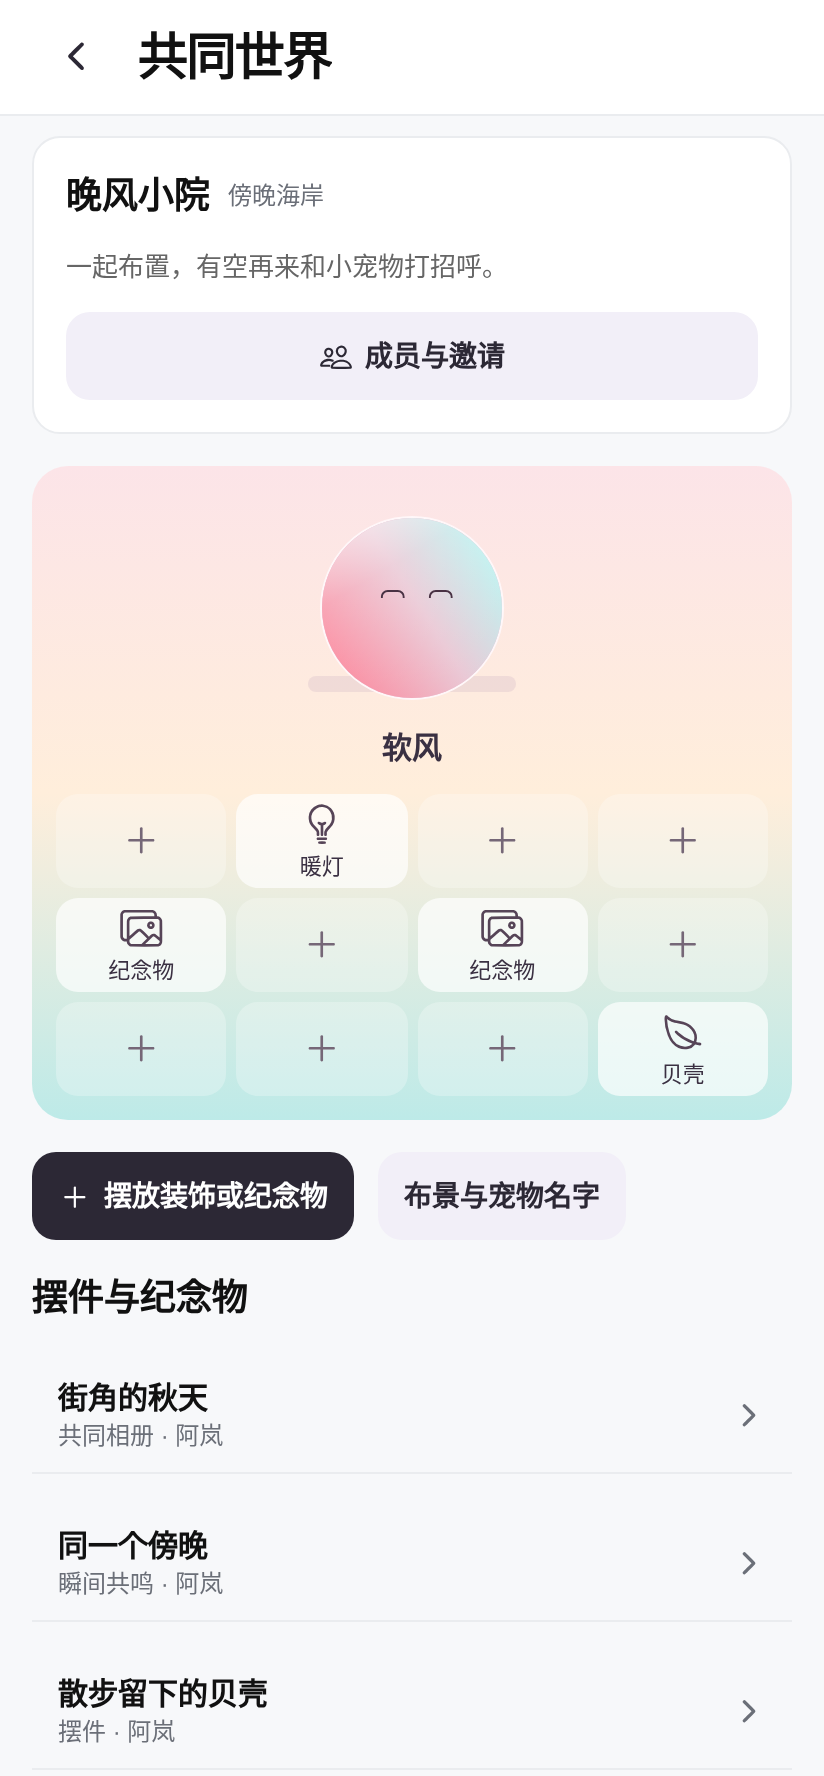 共同世界
晚风小院 傍晚海岸
一起布置，有空再来和小宠物打招呼。
成员与邀请
软风
暖灯
纪念物 纪念物
贝壳
摆放装饰或纪念物 布景与宠物名字
摆件与纪念物
街角的秋天
共同相册 · 阿岚
同一个傍晚
瞬间共鸣 · 阿岚
散步留下的贝壳
摆件 · 阿岚